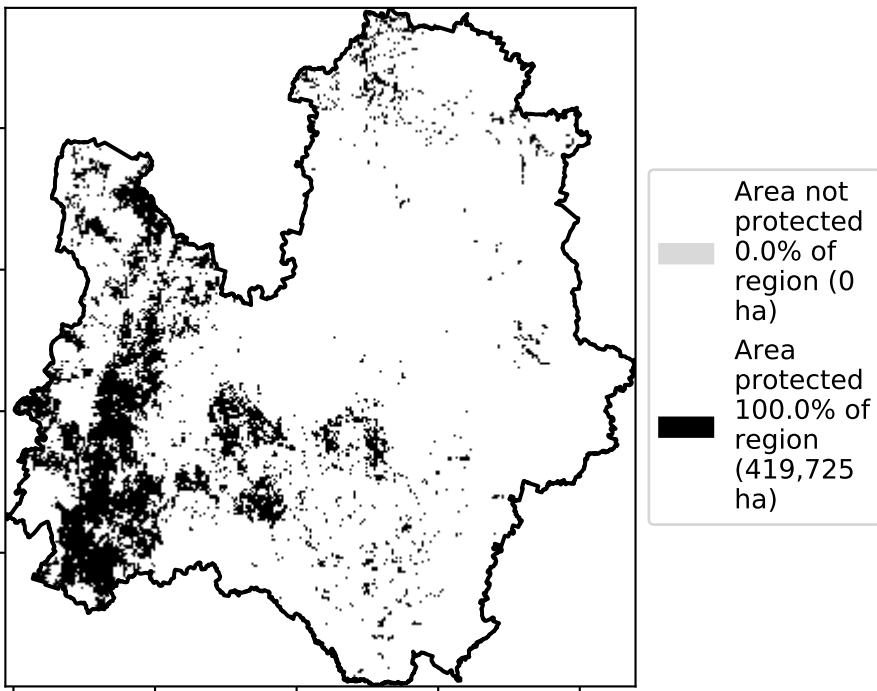 Area not
protected
0.0% of
region (0
ha)
Area
protected
100.0% of
region
(419,725
ha)